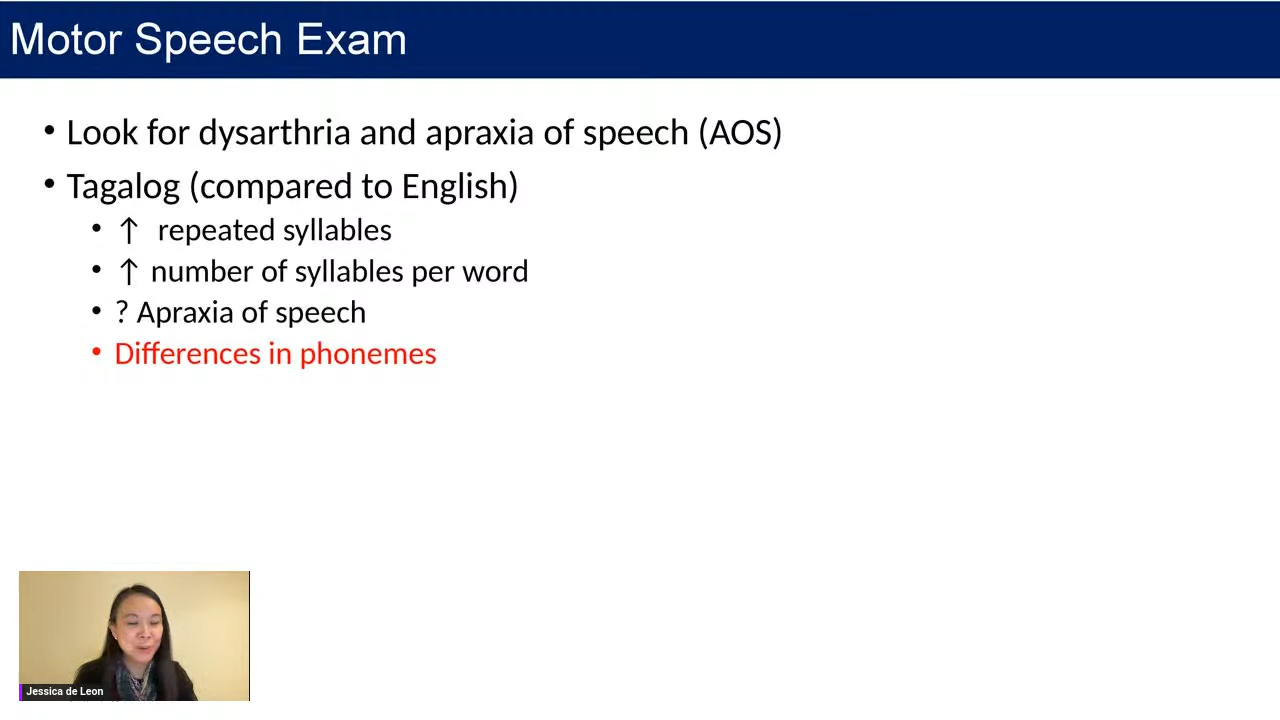 Motor Speech Exam
• Look for dysarthria and apraxia of speech (AOS)
• Tagalog (compared to English)
• ↑ repeated syllables
• ↑ number of syllables per word
• ? Apraxia of speech
• Differences in phonemes
Jessica de Leon